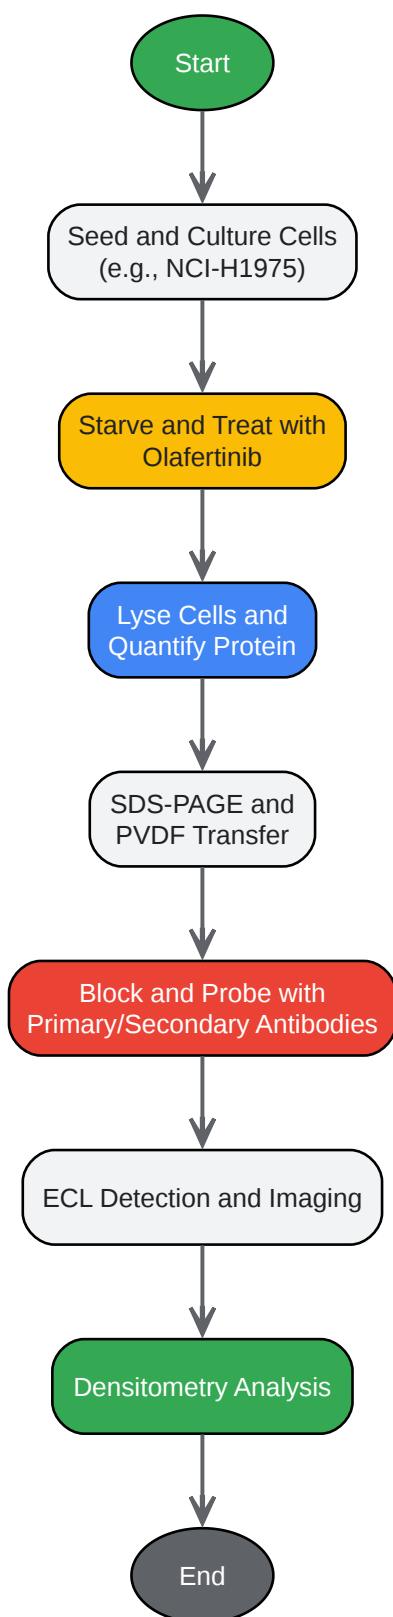 Start
Seed and Culture Cells
(e.g., NCI-H1975)
Starve and Treat with
Olafertinib
Lyse Cells and
Quantify Protein
SDS-PAGE and
PVDF Transfer
Block and Probe with
Primary/Secondary Antibodies
ECL Detection and Imaging
Densitometry Analysis
End